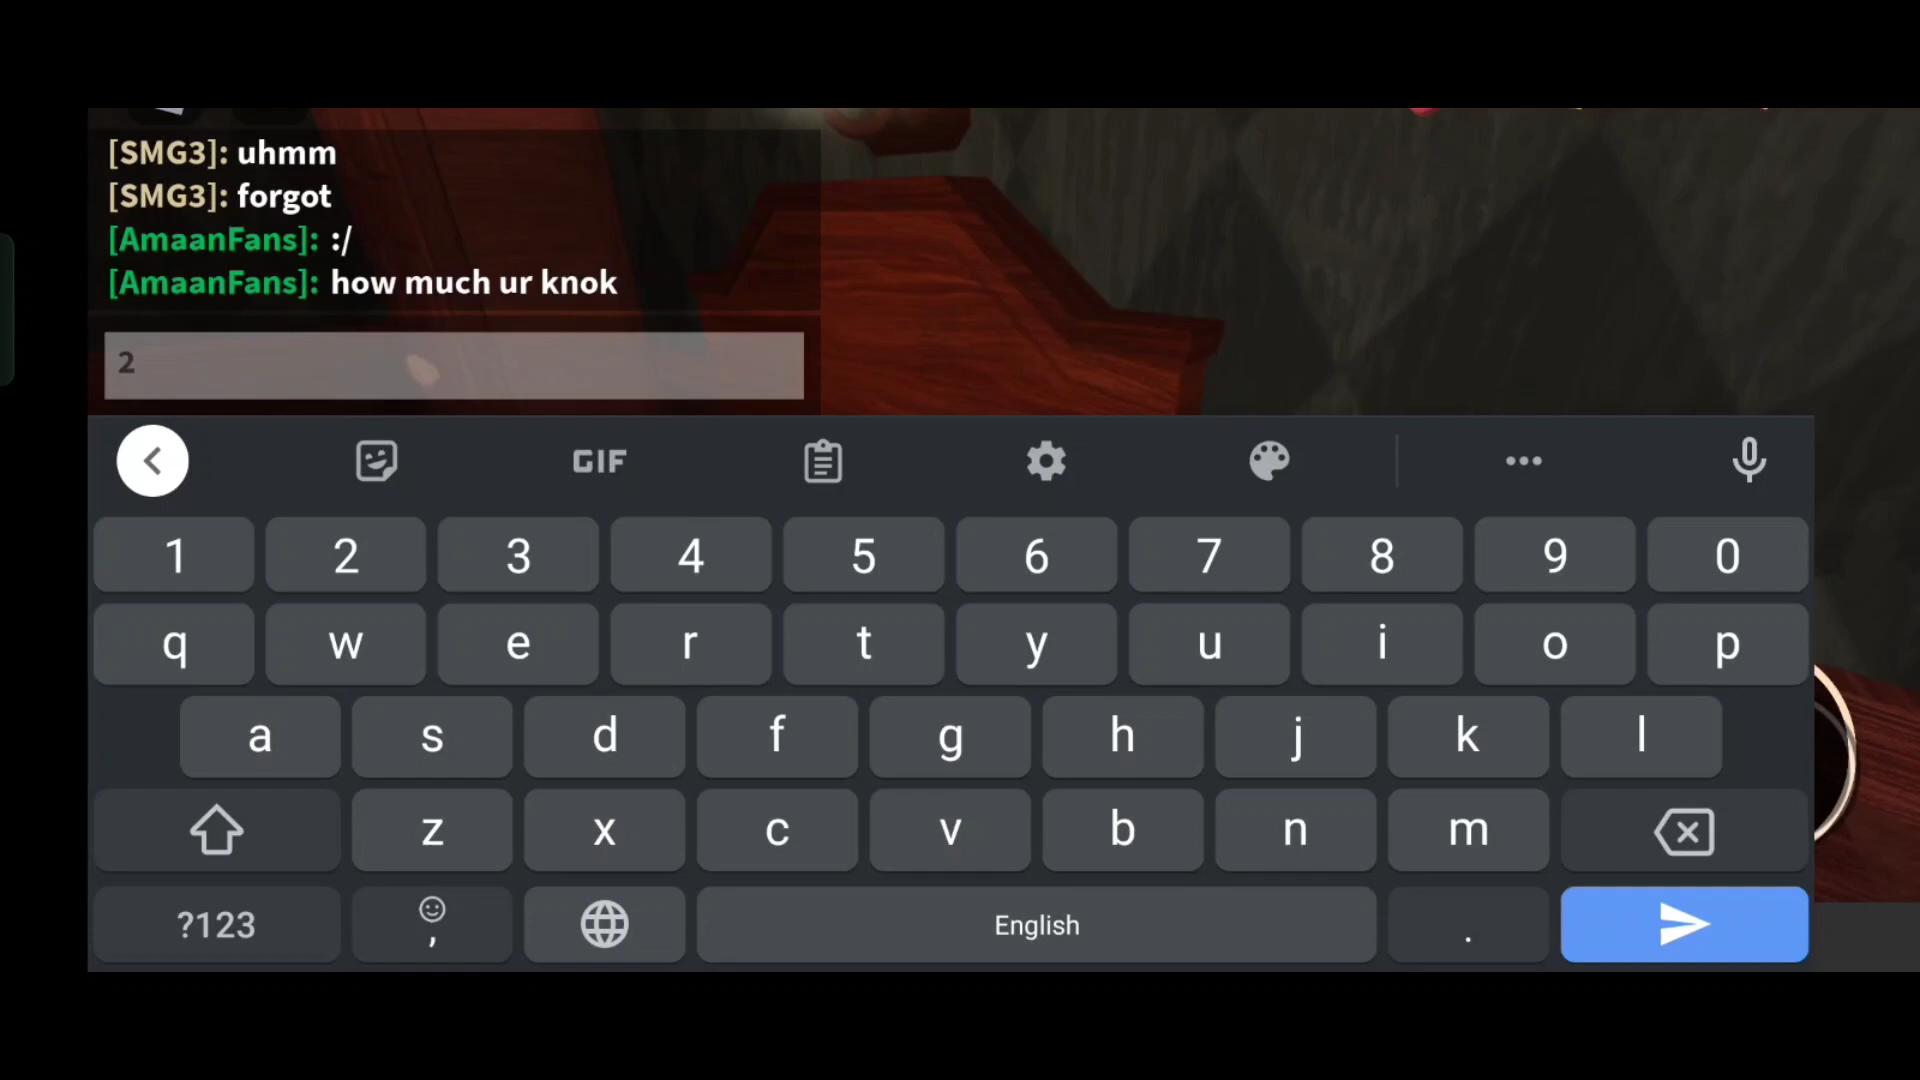 [SMG3]: uhmm
[SMG3]: forgot
[AmaanFans]: :/
[AmaanFans]: how much ur knok
2
GIF
1 2 3 4 5 6 7 8 9 0
q w e r t y u i o p
a s d f g h j k l
z x c v b n m
?123 , English .